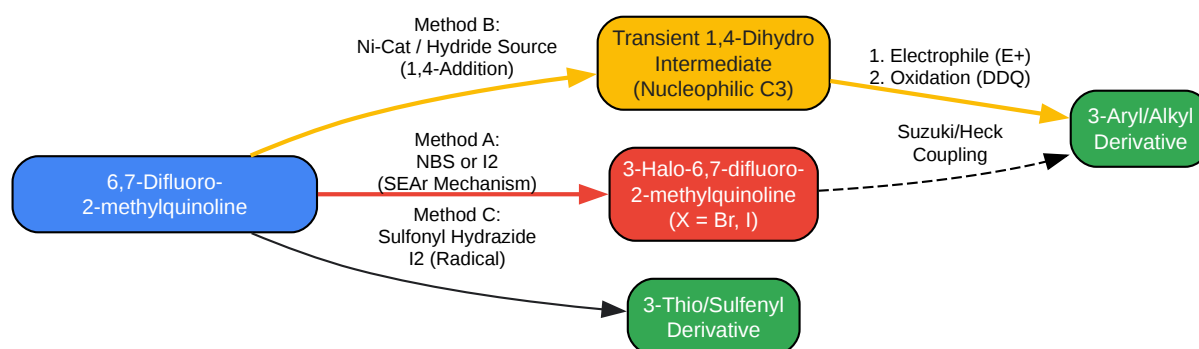 Method B:
Ni-Cat / Hydride Source
(1,4-Addition)
Transient 1,4-Dihydro
Intermediate
(Nucleophilic C3)
1. Electrophile (E+)
2. Oxidation (DDQ)
3-Aryl/Alkyl
Derivative
Suzuki/Heck
Coupling
6,7-Difluoro-
2-methylquinoline
Method A:
NBS or I2
(SEAr Mechanism)
3-Halo-6,7-difluoro-
2-methylquinoline
(X = Br, I)
Method C:
Sulfonyl Hydrazide
I2 (Radical)
3-Thio/Sulfenyl
Derivative